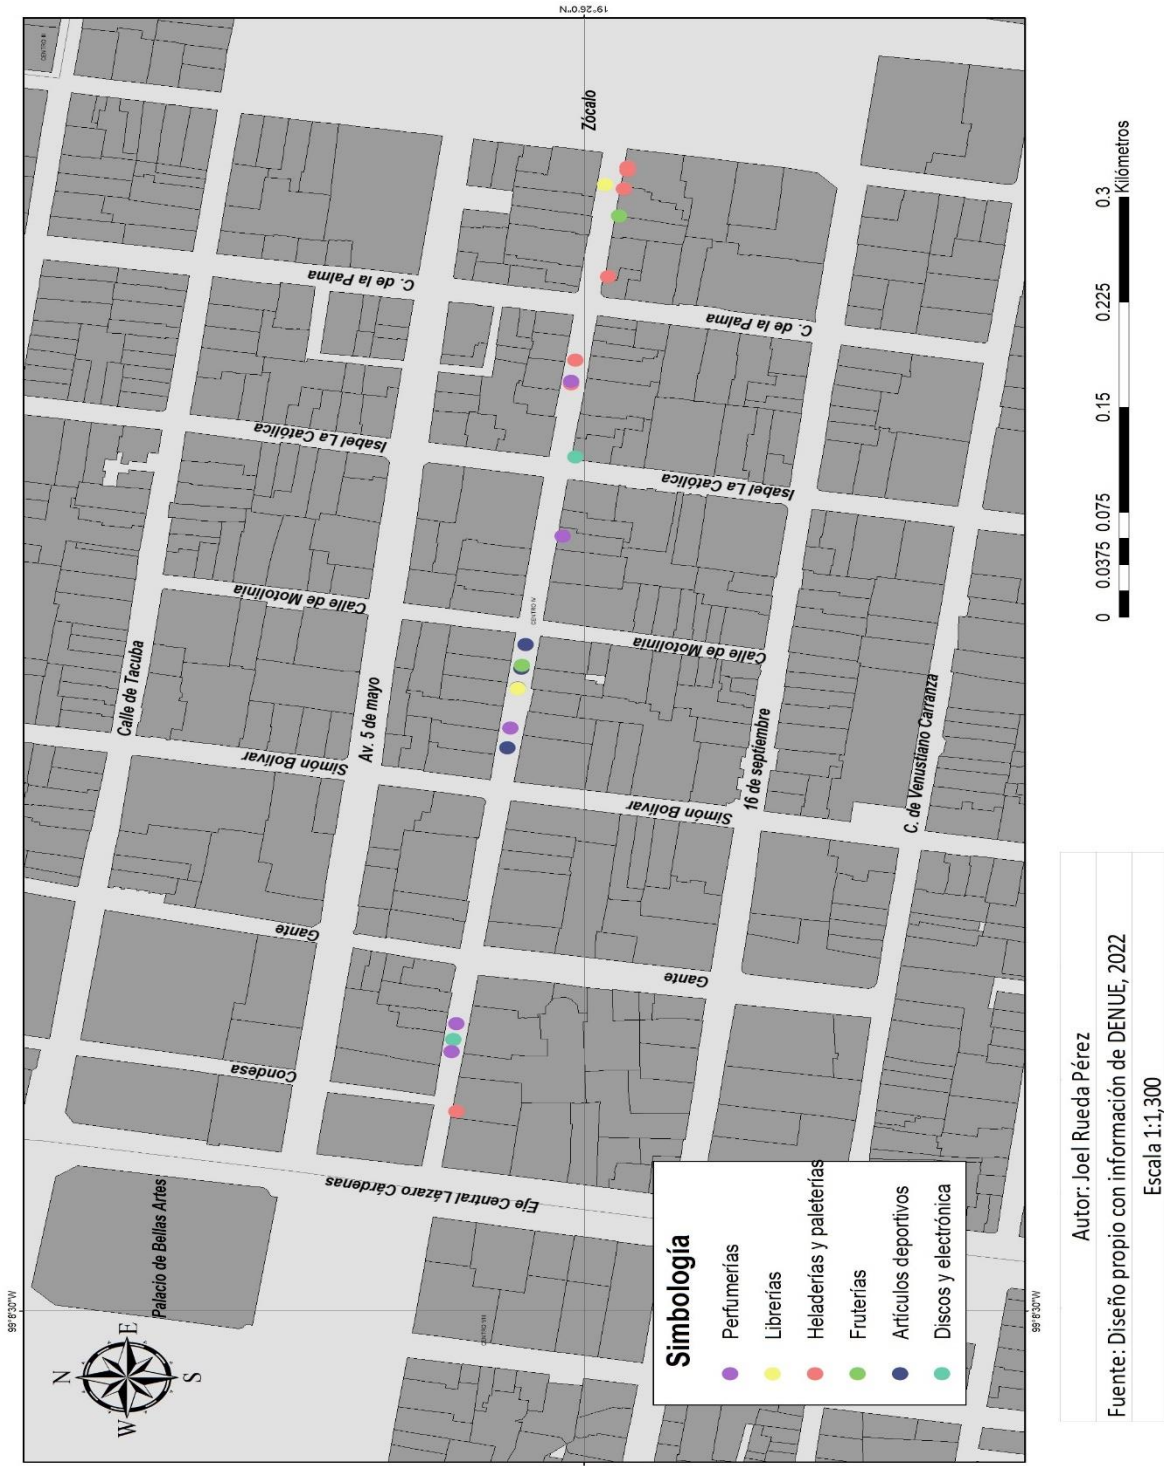 19°26'0"N
99°8'30"W
99°8'30"W
N
W
E
S
CENTRO III
Zócalo
C. de la Palma
C. de la Palma
Isabel La Católica
Isabel La Católica
Calle de Motolinia
Calle de Motolinia
CENTRO IV
Calle de Tacuba
Av. 5 de mayo
Simón Bolívar
Simón Bolívar
16 de septiembre
C. de Venustiano Carranza
Gante
Gante
Condesa
Eje Central Lázaro Cárdenas
Palacio de Bellas Artes
Simbología
Perfumerías
Librerías
Heladerías y paleterías
Fruterías
Artículos deportivos
Discos y electrónica
0 0.0375 0.075 0.15 0.225 0.3
Kilómetros
Autor: Joel Rueda Pérez
Fuente: Diseño propio con información de DENUE, 2022
Escala 1:1,300